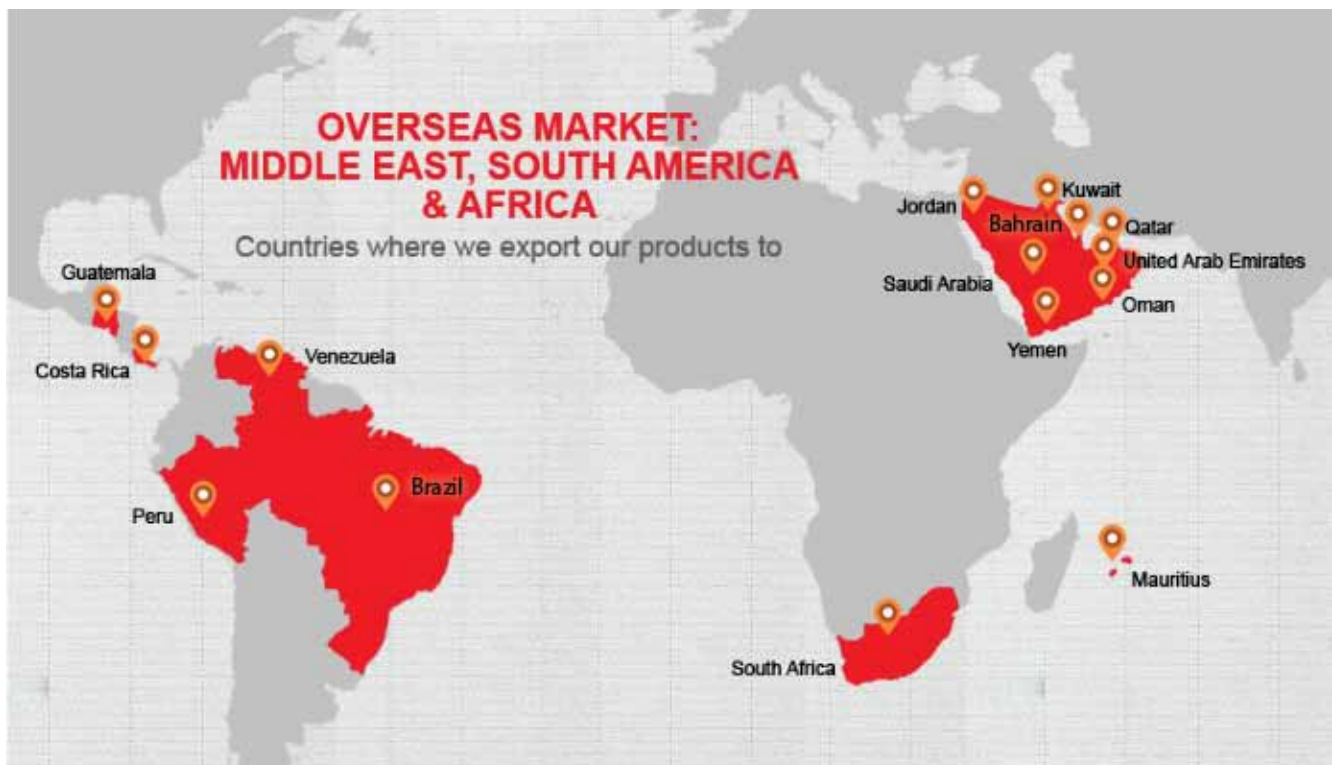 OVERSEAS MARKET:
MIDDLE EAST, SOUTH AMERICA
& AFRICA
Countries where we export our products to
Guatemala
Costa Rica
Venezuela
Peru
Brazil
Jordan
Kuwait
Bahrain
Qatar
United Arab Emirates
Saudi Arabia
Oman
Yemen
Mauritius
South Africa